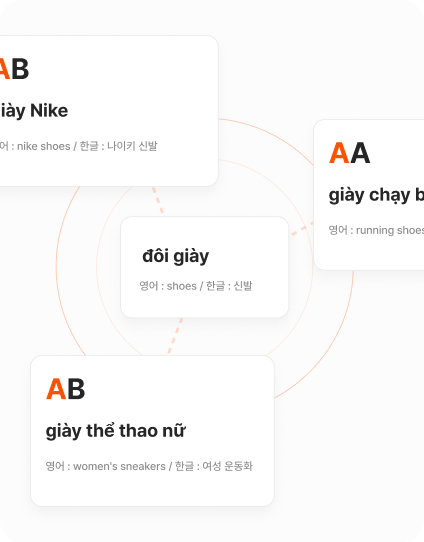 AB
iày Nike
어 : nike shoes / 한글 : 나이키 신발
AA
giày chạy b
영어 : running shoes
đôi giày
영어 : shoes / 한글 : 신발
AB
giày thể thao nữ
영어 : women's sneakers / 한글 : 여성 운동화